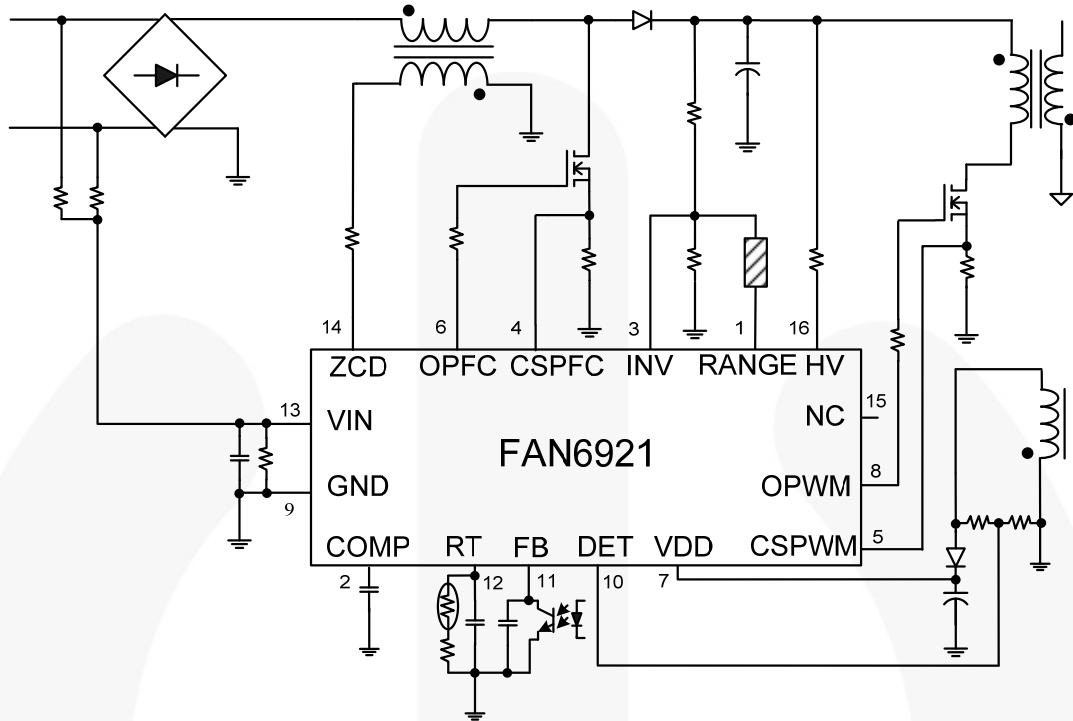 14 6 4 3 1 16
ZCD OPFC CSPFC INV RANGE HV
13 VIN
15
NC
FAN6921
GND
9
OPWM
8
COMP RT FB DET VDD CSPWM
5
2 12 11 10 7